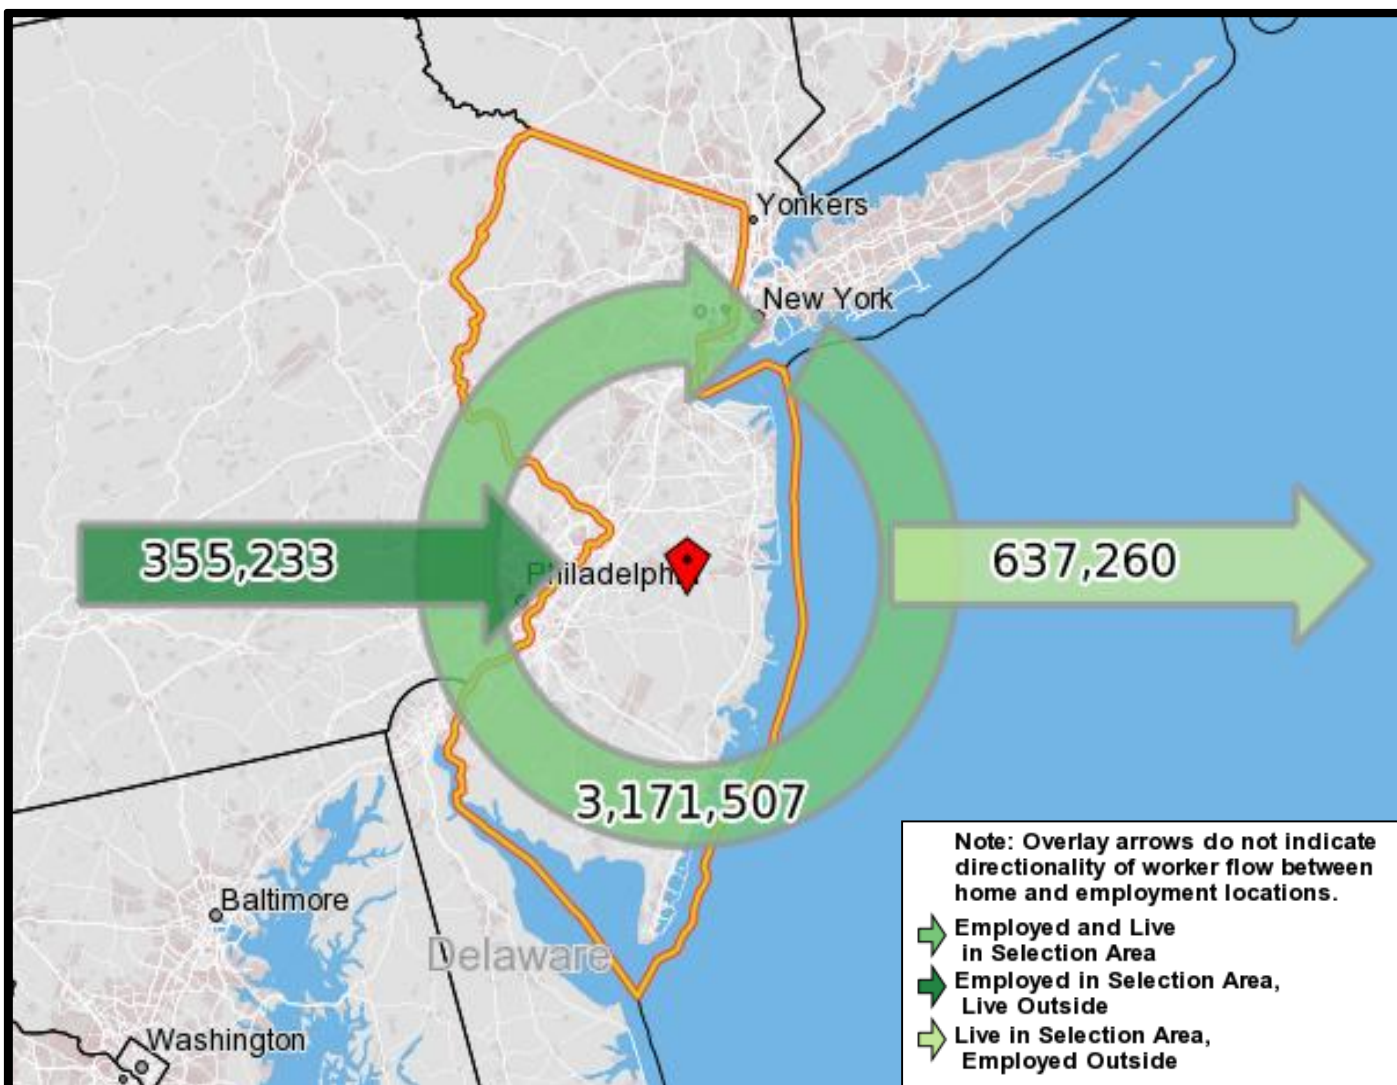 Yonkers
New York
355,233
637,260
Philadelph
3,171,507
Note: Overlay arrows do not indicate
directionality of worker flow between
home and employment locations.
Baltimore
Employed and Live
in Selection Area
Delaware
Employed in Selection Area,
Live Outside
Washington
Live in Selection Area,
Employed Outside